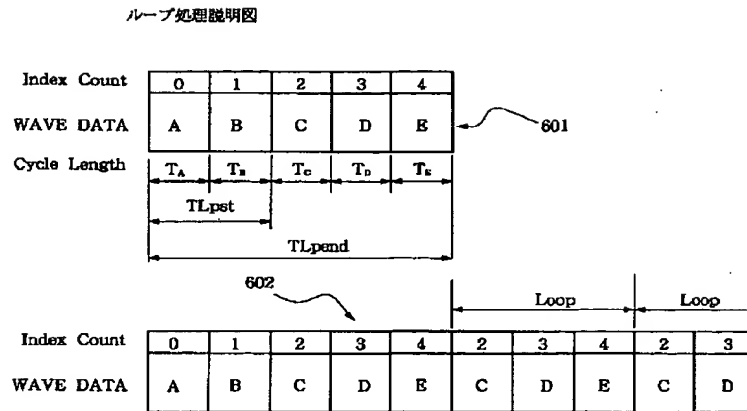 ループ処理説明図
Index Count 0 1 2 3 4
WAVE DATA A B C D E 601
Cycle Length TA TB TC TD TE
TLpst
TLpend
602 Loop Loop
Index Count 0 1 2 3 4 2 3 4 2 3
WAVE DATA A B C D E C D E C D